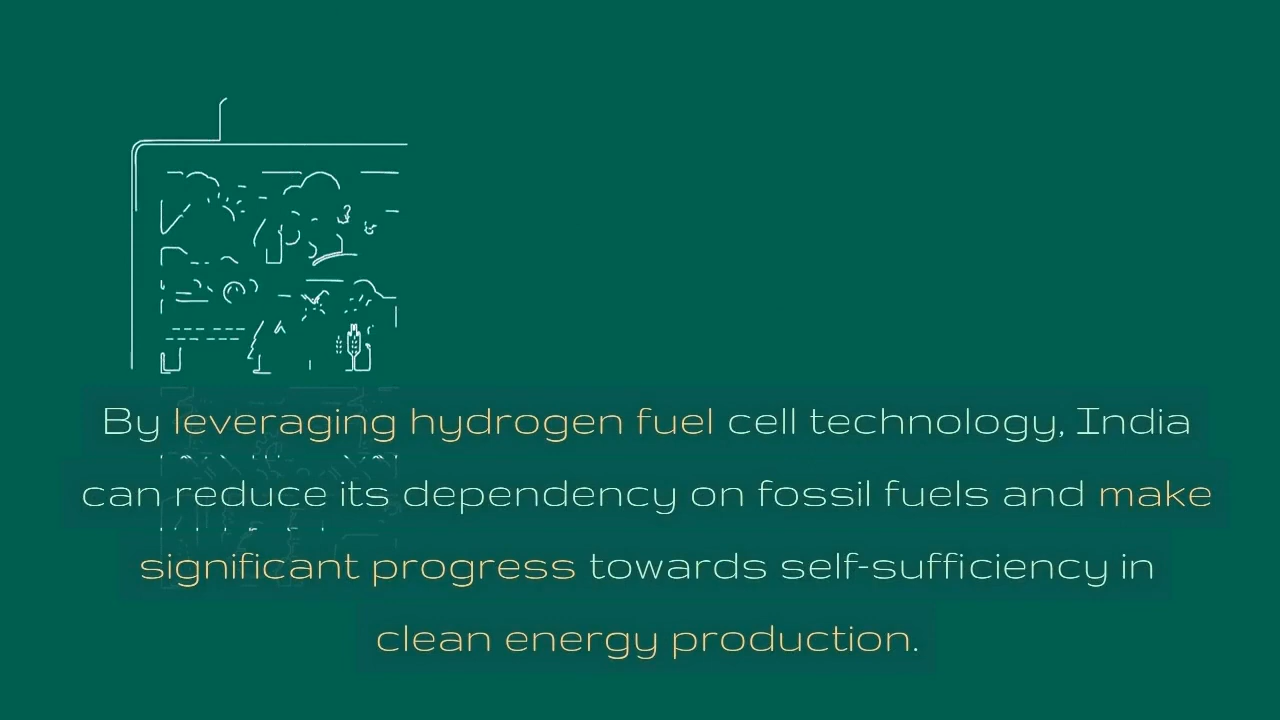 By leveraging hydrogen fuel cell technology, India
can reduce its dependency on fossil fuels and make
significant progress towards self-sufficiency in
clean energy production.